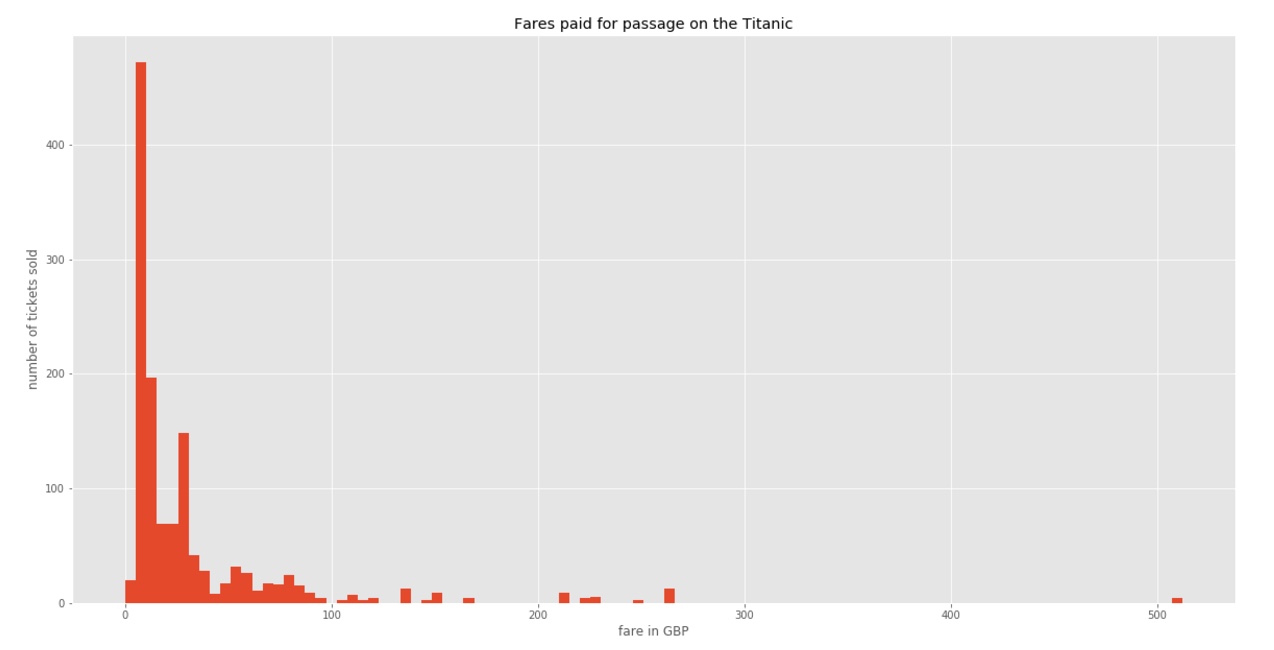 Fares paid for passage on the Titanic
number of tickets sold
400
300
200
100
0
0 100 200 300 400 500
fare in GBP